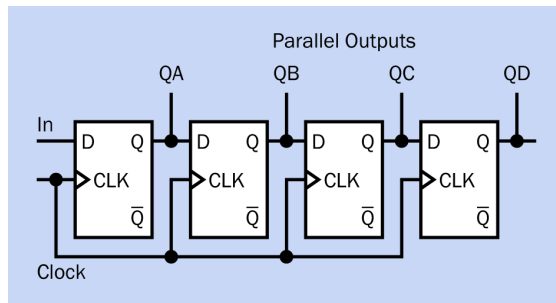 Parallel Outputs
QA QB QC QD
In
D Q D Q D Q D Q
CLK CLK CLK CLK
Q̅ Q̅ Q̅ Q̅
Clock